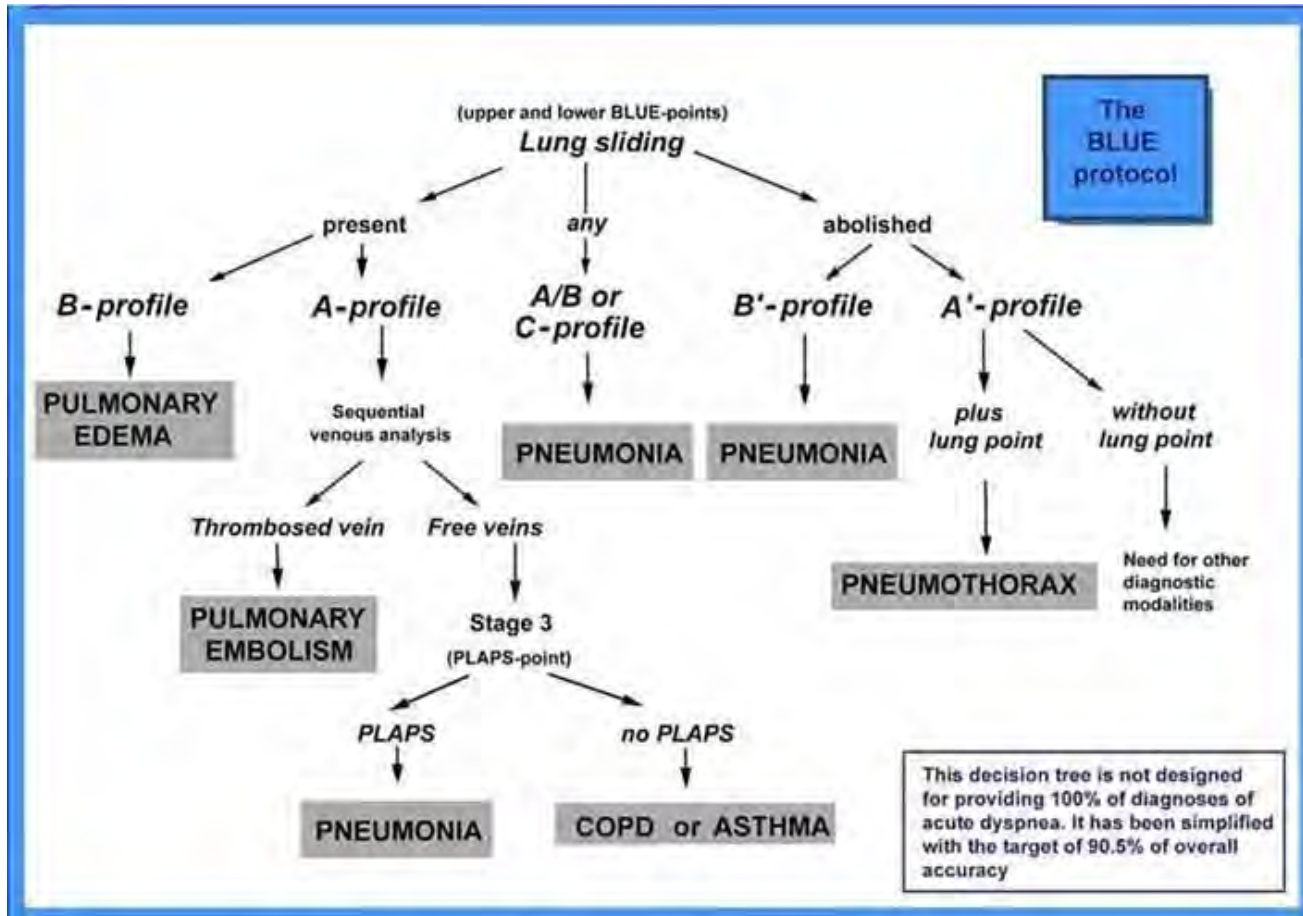 The
BLUE
protocol
(upper and lower BLUE-points)
Lung sliding
present
any
abolished
B-profile
A-profile
A/B or
C-profile
B'-profile
A'-profile
PULMONARY
EDEMA
Sequential
venous analysis
PNEUMONIA
PNEUMONIA
plus
lung point
without
lung point
Thrombosed vein
Free veins
PULMONARY
EMBOLISM
Stage 3
(PLAPS-point)
PNEUMOTHORAX
Need for other
diagnostic
modalities
PLAPS
no PLAPS
PNEUMONIA
COPD or ASTHMA
This decision tree is not designed
for providing 100% of diagnoses of
acute dyspnea. It has been simplified
with the target of 90.5% of overall
accuracy